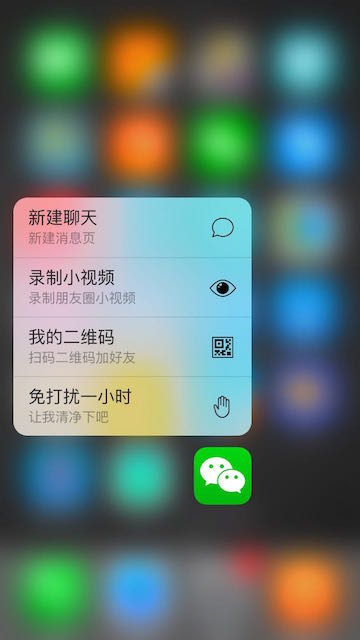 新建聊天
新建消息页
录制小视频
录制朋友圈小视频
我的二维码
扫码二维码加好友
免打扰一小时
让我清净下吧